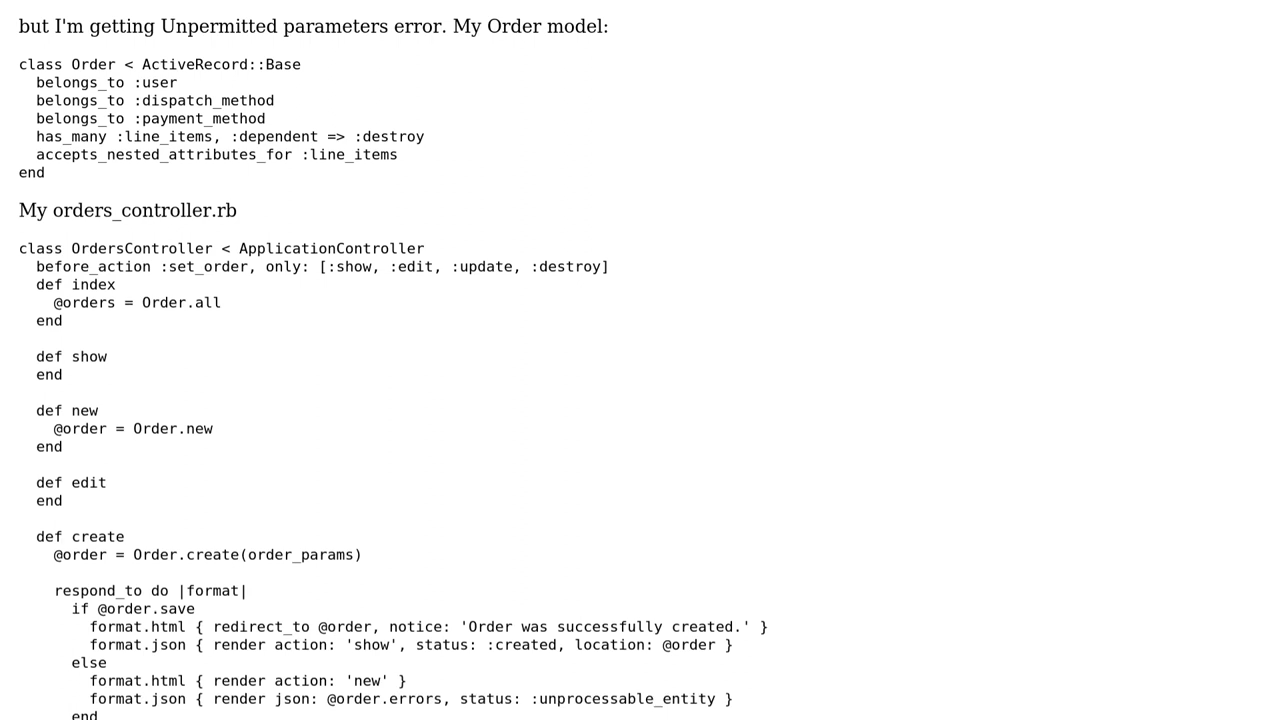 but I'm getting Unpermitted parameters error. My Order model:
class Order < ActiveRecord::Base
  belongs_to :user
  belongs_to :dispatch_method
  belongs_to :payment_method
  has_many :line_items, :dependent => :destroy
  accepts_nested_attributes_for :line_items
end
My orders_controller.rb
class OrdersController < ApplicationController
  before_action :set_order, only: [:show, :edit, :update, :destroy]
  def index
    @orders = Order.all
  end
  def show
  end
  def new
    @order = Order.new
  end
  def edit
  end
  def create
    @order = Order.create(order_params)
    respond_to do |format|
      if @order.save
        format.html { redirect_to @order, notice: 'Order was successfully created.' }
        format.json { render action: 'show', status: :created, location: @order }
      else
        format.html { render action: 'new' }
        format.json { render json: @order.errors, status: :unprocessable_entity }
      end